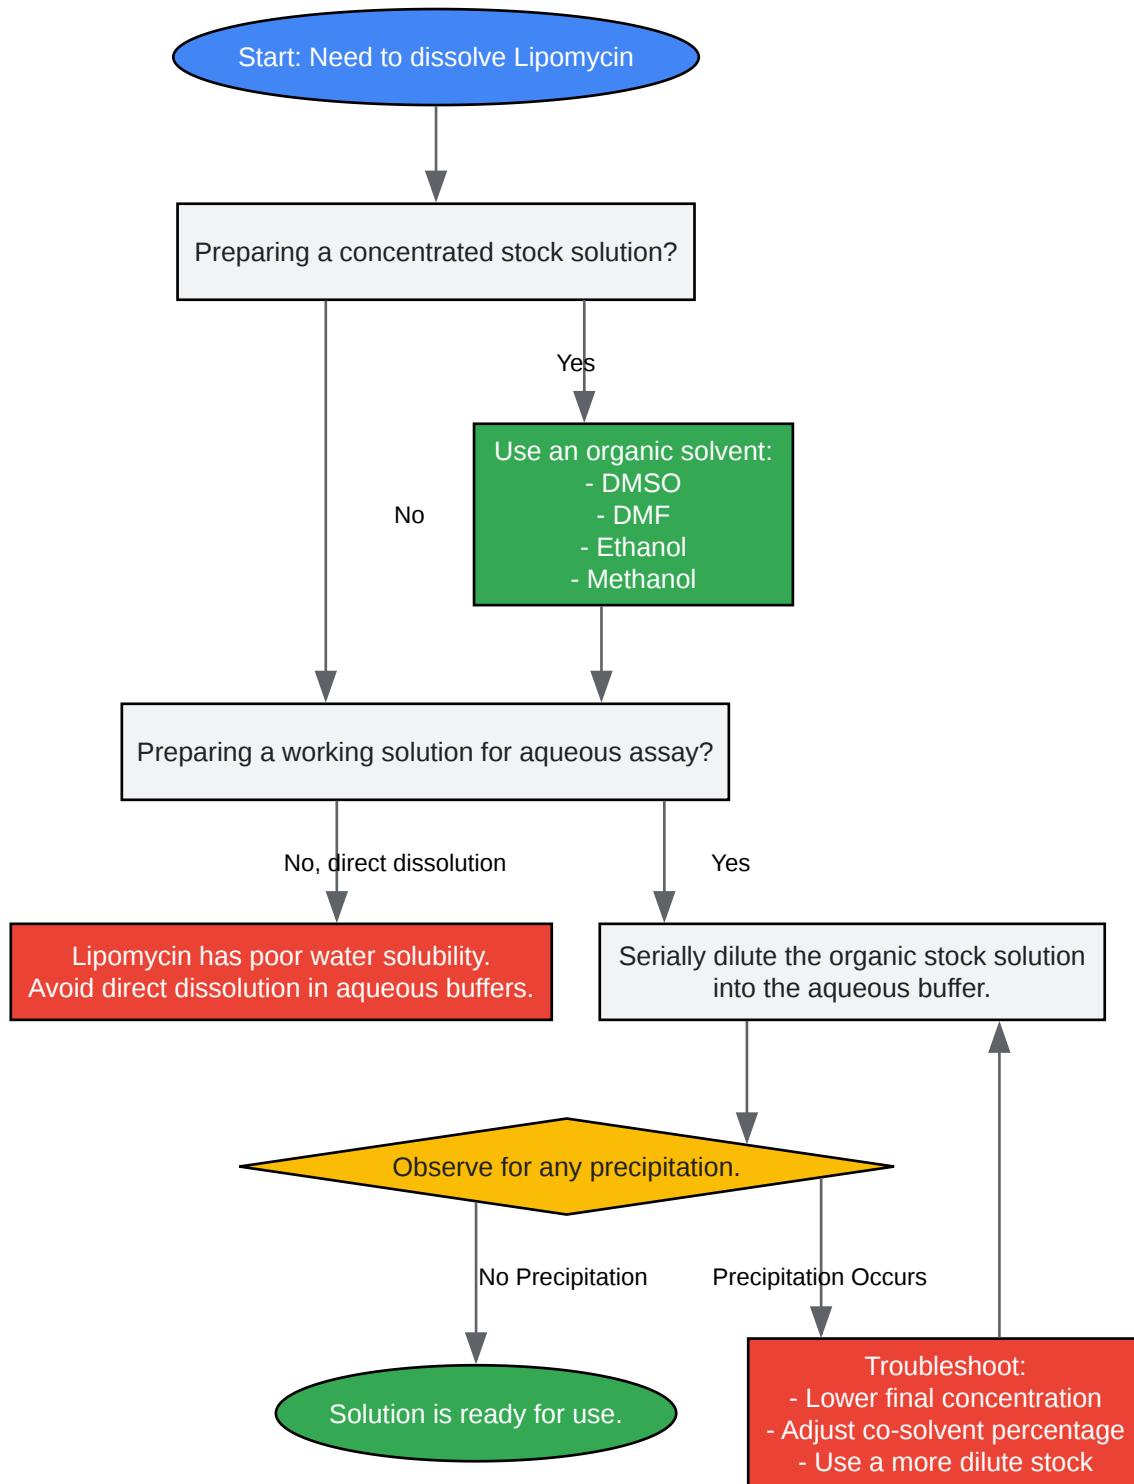 Start: Need to dissolve Lipomycin
Preparing a concentrated stock solution?
Yes
Use an organic solvent:
- DMSO
- DMF
- Ethanol
- Methanol
No
Preparing a working solution for aqueous assay?
No, direct dissolution
Yes
Lipomycin has poor water solubility.
Avoid direct dissolution in aqueous buffers.
Serially dilute the organic stock solution
into the aqueous buffer.
Observe for any precipitation.
No Precipitation
Precipitation Occurs
Solution is ready for use.
Troubleshoot:
- Lower final concentration
- Adjust co-solvent percentage
- Use a more dilute stock